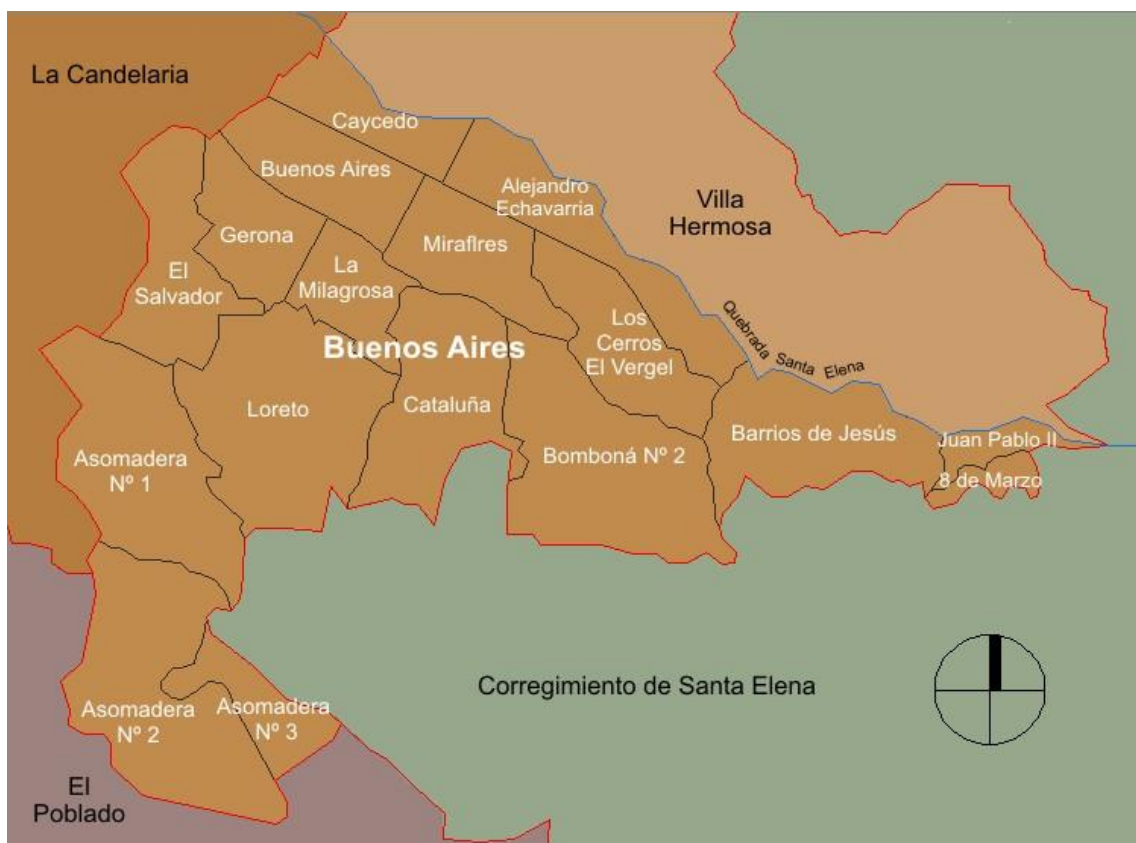 La Candelaria
Caycedo
Buenos Aires
Alejandro
Echavarria
Villa
Hermosa
Gerona
Miraflres
El
Salvador
La
Milagrosa
Los
Cerros
El Vergel
Quebrada Santa Elena
Buenos Aires
Loreto
Cataluña
Asomadera
Nº 1
Bomboná Nº 2
Barrios de Jesús
Juan Pablo II
8 de Marzo
Corregimiento de Santa Elena
Asomadera
Nº 2
Asomadera
Nº 3
El
Poblado